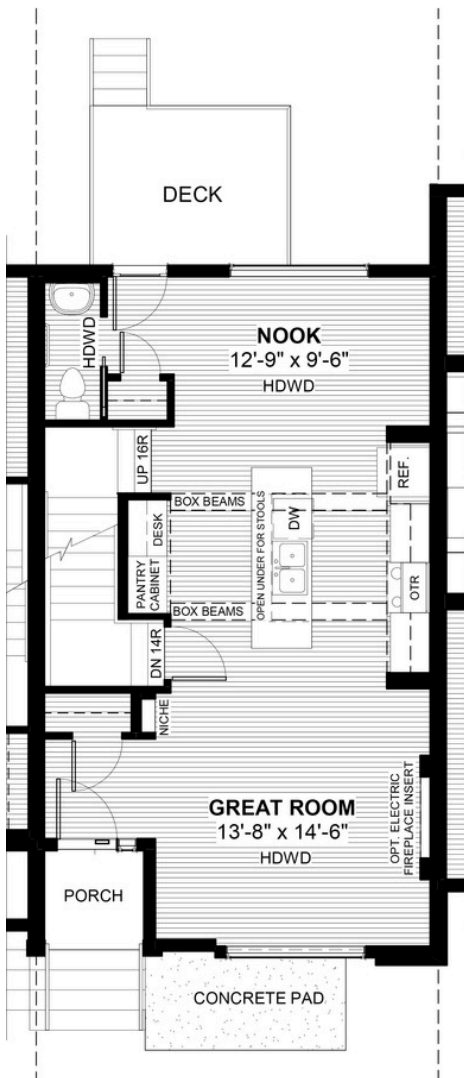 DECK
HDWD
NOOK
12'-9" x 9'-6"
HDWD
UP 16R
REF.
BOX BEAMS
DW
DESK
PANTRY
CABINET
OPEN UNDER FOR STOOLS
OTR
BOX BEAMS
DN 14R
NICHE
OPT. ELECTRIC
FIREPLACE INSERT
GREAT ROOM
13'-8" x 14'-6"
HDWD
PORCH
CONCRETE PAD